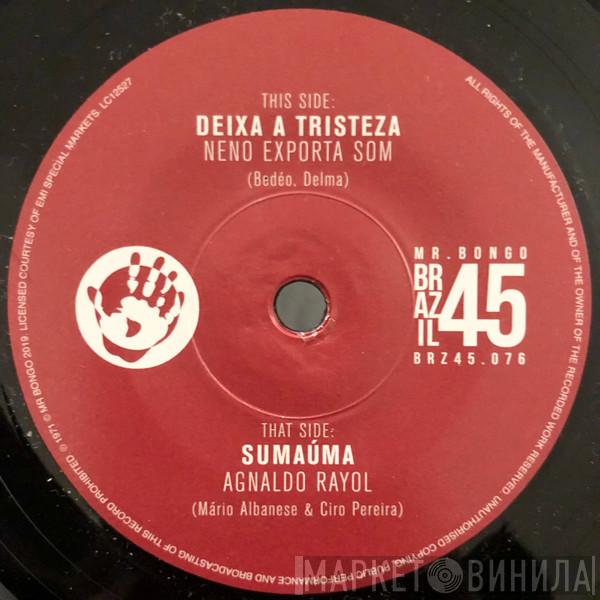 THIS SIDE:
DEIXA A TRISTEZA
NENO EXPORTA SOM
(Bedéo, Delma)
MR.BONGO
BRAZIL 45
BRZ45.076
THAT SIDE:
SUMAÚMA
AGNALDO RAYOL
(Mário Albanese & Ciro Pereira)
ALL RIGHTS OF THE MANUFACTURER AND OF THE OWNER OF THE RECORDED WORK RESERVED. UNAUTHORISED COPYING, PUBLIC PERFORMANCE AND BROADCASTING OF THIS RECORD PROHIBITED ℗ 1971 © MR BONGO 2019. LICENSED COURTESY OF EMI SPECIAL MARKETS. LC12527
МАРКЕТ ВИНИЛА